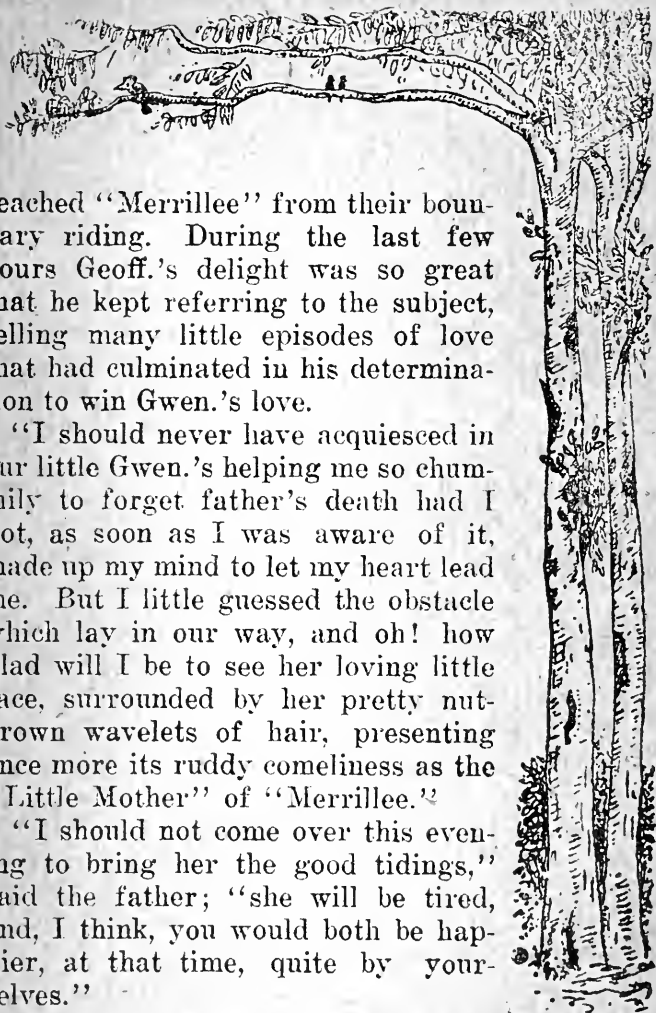 eached "Merrillee" from their boun-
ary riding. During the last few
ours Geoff.'s delight was so great
hat he kept referring to the subject,
elling many little episodes of love
hat had culminated in his determina-
ion to win Gwen.'s love.
"I should never have acquiesced in
ur little Gwen.'s helping me so chum-
mily to forget father's death had I
ot, as soon as I was aware of it,
made up my mind to let my heart lead
me. But I little guessed the obstacle
which lay in our way, and oh! how
lad will I be to see her loving little
ace, surrounded by her pretty nut-
rown wavelets of hair, presenting
nce more its ruddy comeliness as the
Little Mother" of "Merrillee."
"I should not come over this even-
ng to bring her the good tidings,"
aid the father; "she will be tired,
nd, I think, you would both be hap-
ier, at that time, quite by your-
elves."